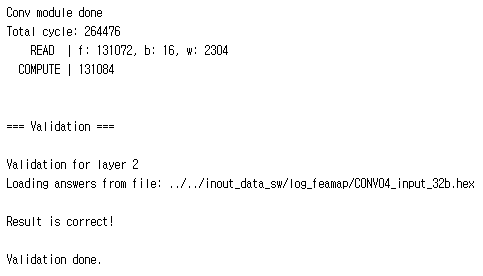 Conv module done
Total cycle: 264476
    READ  | f: 131072, b: 16, w: 2304
  COMPUTE | 131084
=== Validation ===
Validation for layer 2
Loading answers from file: ../../inout_data_sw/log_feamap/CONV04_input_32b.hex
Result is correct!
Validation done.